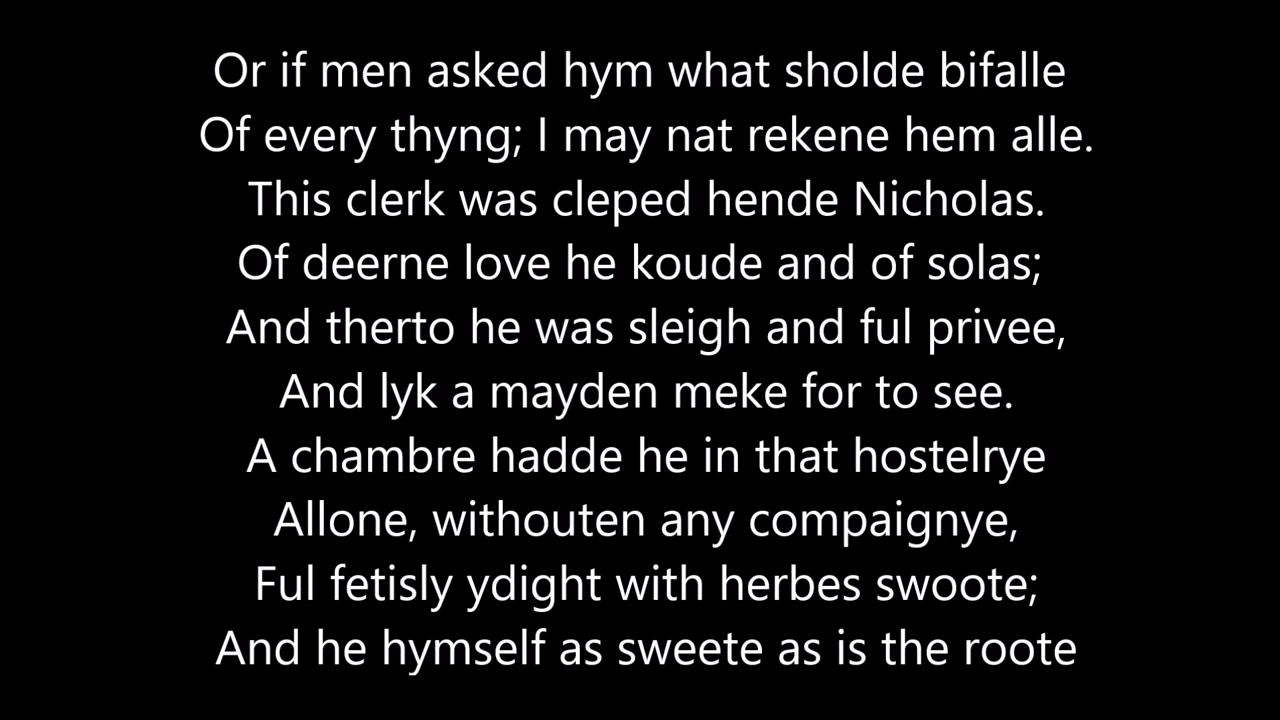 Or if men asked hym what sholde bifalle
Of every thyng; I may nat rekene hem alle.
This clerk was cleped hende Nicholas.
Of deerne love he koude and of solas;
And therto he was sleigh and ful privee,
And lyk a mayden meke for to see.
A chambre hadde he in that hostelrye
Allone, withouten any compaignye,
Ful fetisly ydight with herbes swoote;
And he hymself as sweete as is the roote